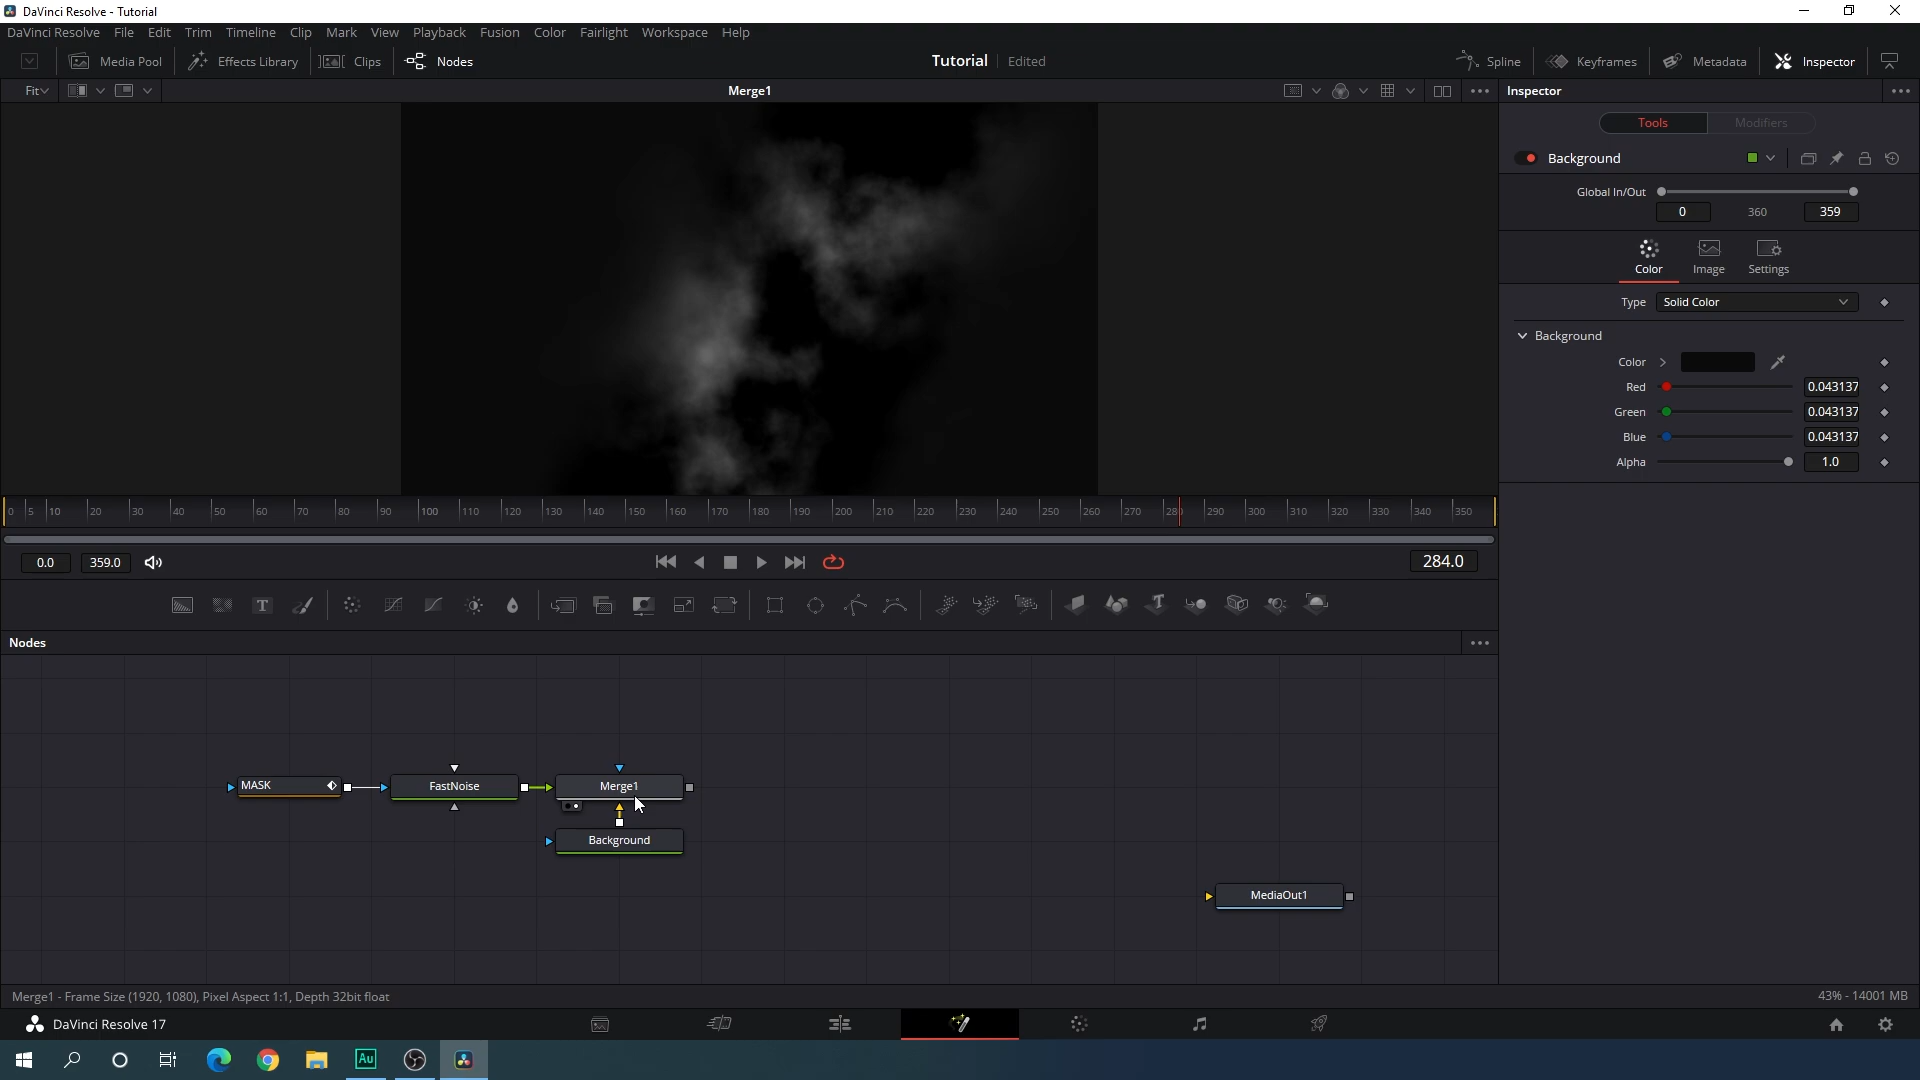 DaVinci Resolve - Tutorial
DaVinci Resolve File Edit Trim Timeline Clip Mark View Playback Fusion Color Fairlight Workspace Help
Media Pool Effects Library Clips Nodes Tutorial Edited Spline Keyframes Metadata Inspector
Fit Merge1 Inspector
Tools Modifiers
Background
Global In/Out
0 360 359
Color Image Settings
Type Solid Color
Background
Color
Red 0.043137
Green 0.043137
Blue 0.043137
Alpha 1.0
0 5 10 20 30 40 50 60 70 80 90 100 110 120 130 140 150 160 170 180 190 200 210 220 230 240 250 260 270 280 290 300 310 320 330 340 350
0.0 359.0 284.0
Nodes
MASK FastNoise Merge1
Background
MediaOut1
Merge1 - Frame Size (1920, 1080), Pixel Aspect 1:1, Depth 32bit float 43% - 14001 MB
DaVinci Resolve 17
Au